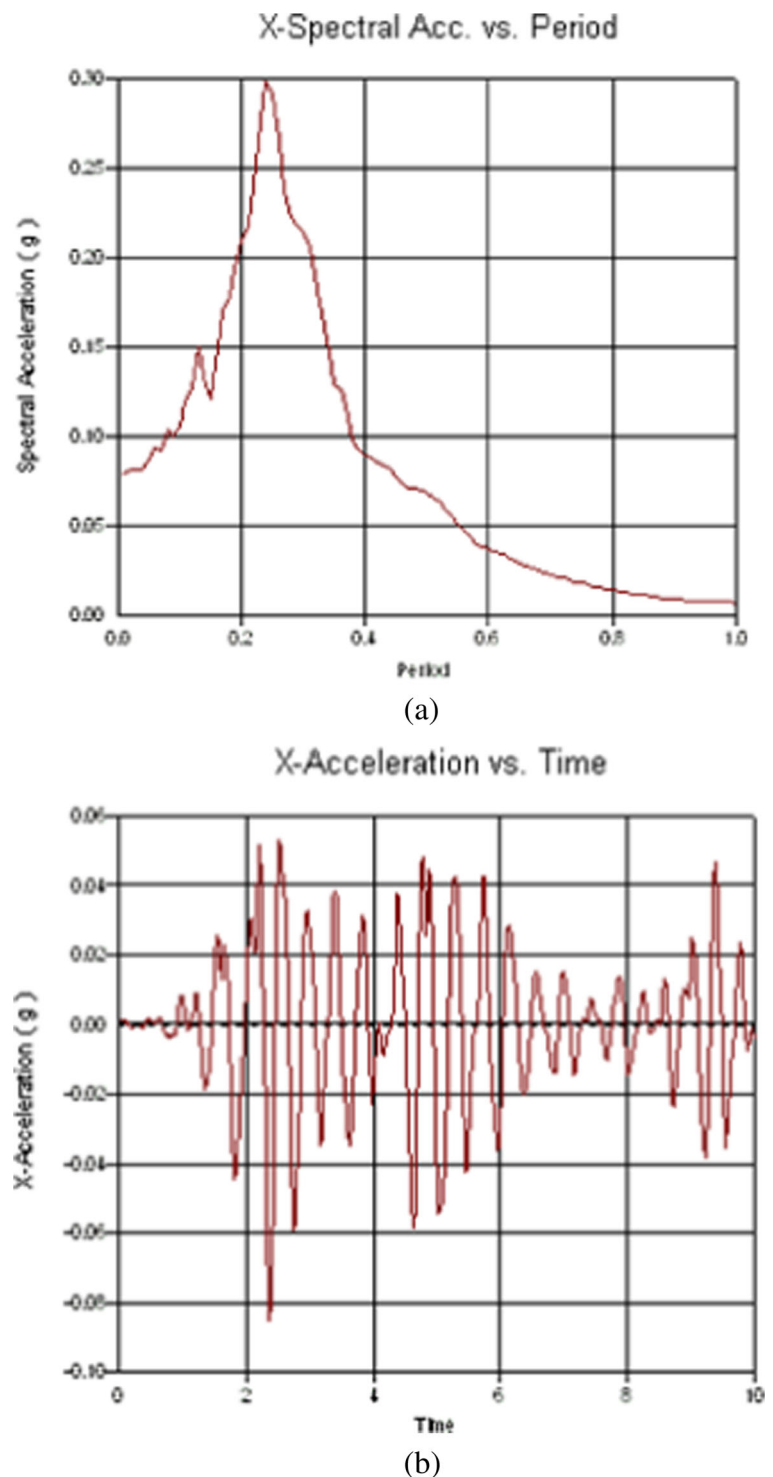 X-Spectral Acc. vs. Period
0.30
0.25
0.20
0.15
0.10
0.05
0.00
Spectral Acceleration ( g )
0.0 0.2 0.4 0.6 0.8 1.0
Period
(a)
X-Acceleration vs. Time
0.06
0.04
0.02
0.00
-0.02
-0.04
-0.06
-0.08
-0.10
X-Acceleration ( g )
0 2 4 6 8 10
Time
(b)